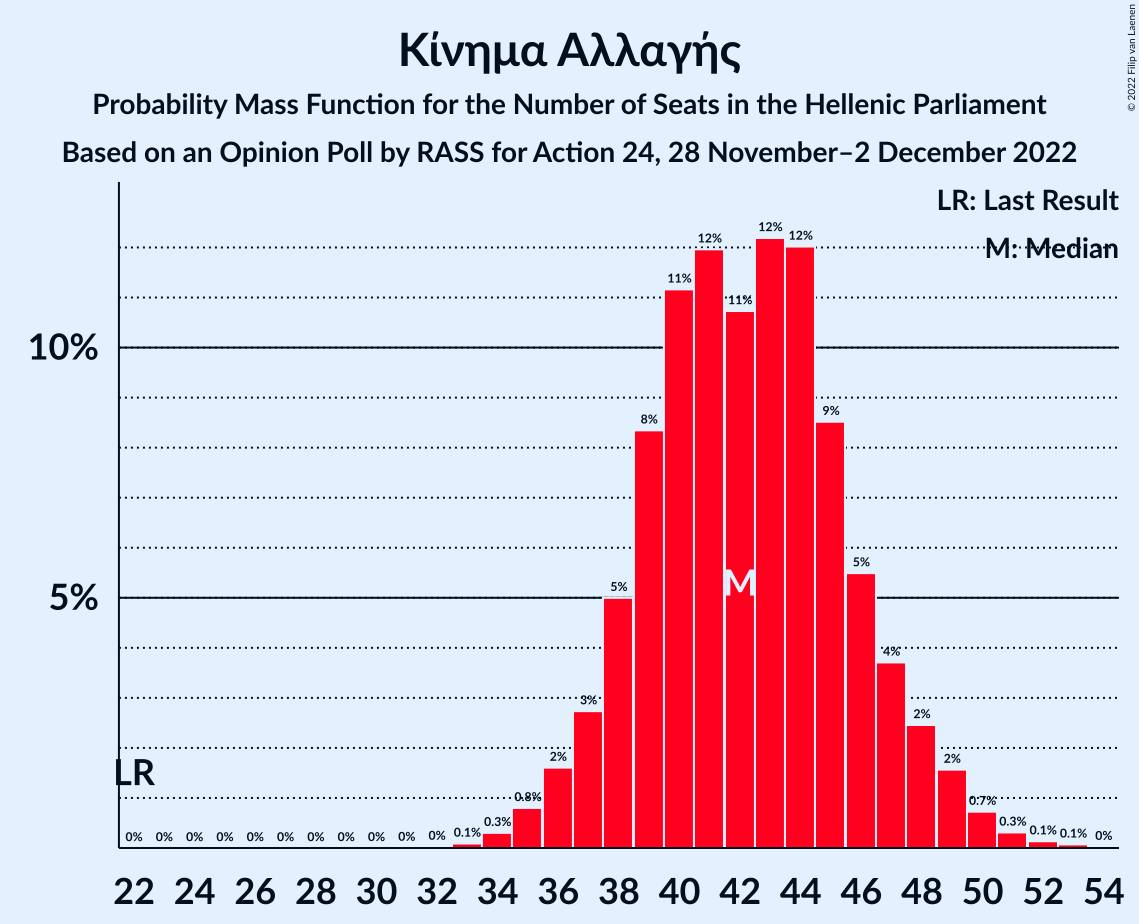 Κίνημα Αλλαγής
Probability Mass Function for the Number of Seats in the Hellenic Parliament
Based on an Opinion Poll by RASS for Action 24, 28 November–2 December 2022
© 2022 Filip van Laenen
LR: Last Result
M: Median
10%
5%
LR
M
0% 0% 0% 0% 0% 0% 0% 0% 0% 0% 0% 0.1% 0.3% 0.8% 2% 3% 5% 8% 11% 12% 11% 12% 12% 9% 5% 4% 2% 2% 0.7% 0.3% 0.1% 0.1% 0%
22 24 26 28 30 32 34 36 38 40 42 44 46 48 50 52 54